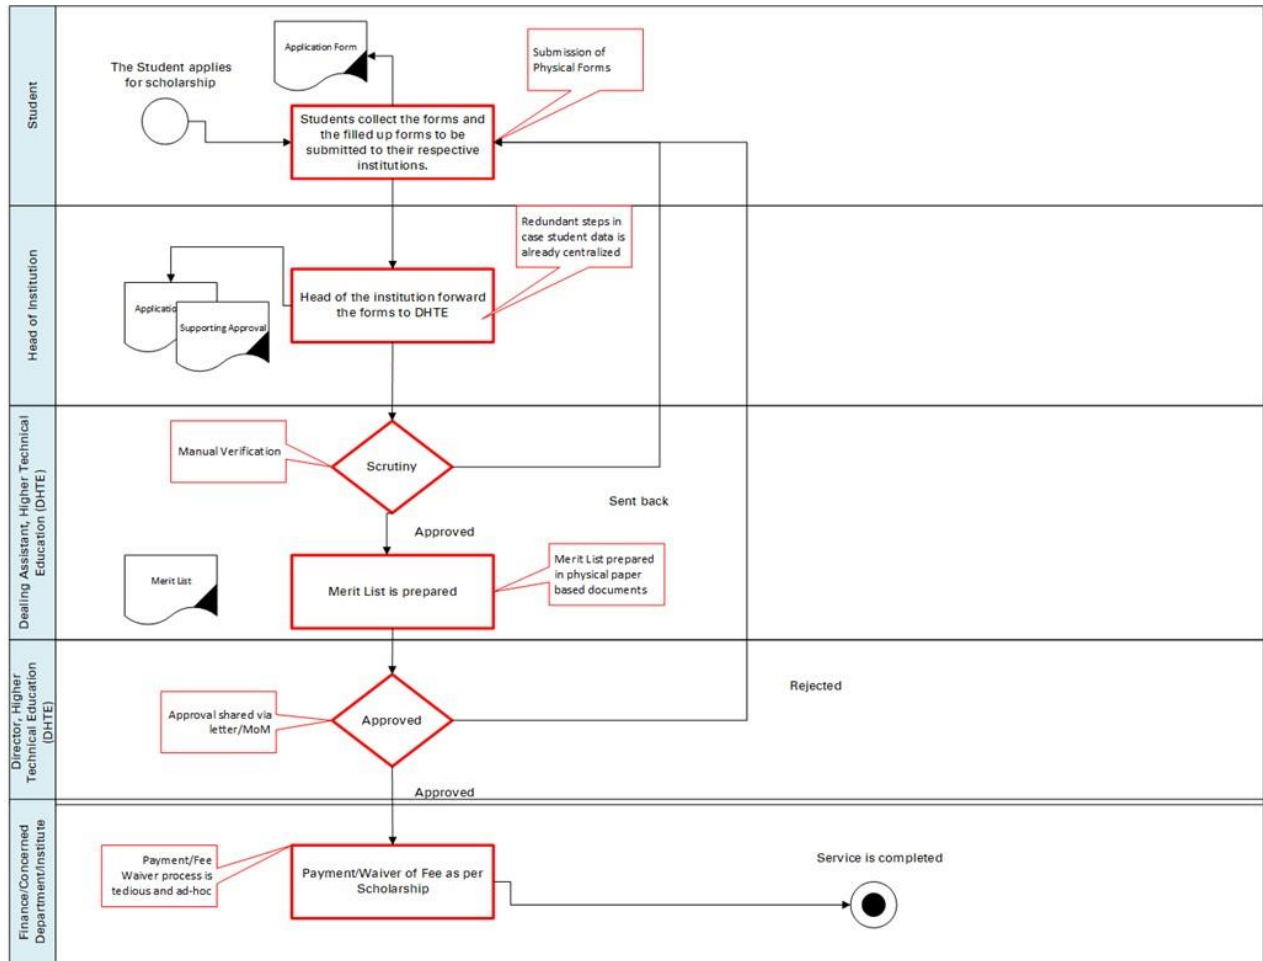 Student
The Student applies
for scholarship
Application Form
Submission of
Physical Forms
Students collect the forms and
the filled up forms to be
submitted to their respective
institutions.
Head of Institution
Redundant steps in
case student data is
already centralized
Head of the institution forward
the forms to DHTE
Applicatio
Supporting Approval
Dealing Assistant, Higher Technical
Education (DHTE)
Manual Verification
Scrutiny
Sent back
Approved
Merit List
Merit List is prepared
Merit List prepared
in physical paper
based documents
Director, Higher
Technical Education
(DHTE)
Rejected
Approval shared via
letter/MoM
Approved
Approved
Finance/Concerned
Department/Institute
Payment/Fee
Waiver process is
tedious and ad-hoc
Payment/Waiver of Fee as per
Scholarship
Service is completed